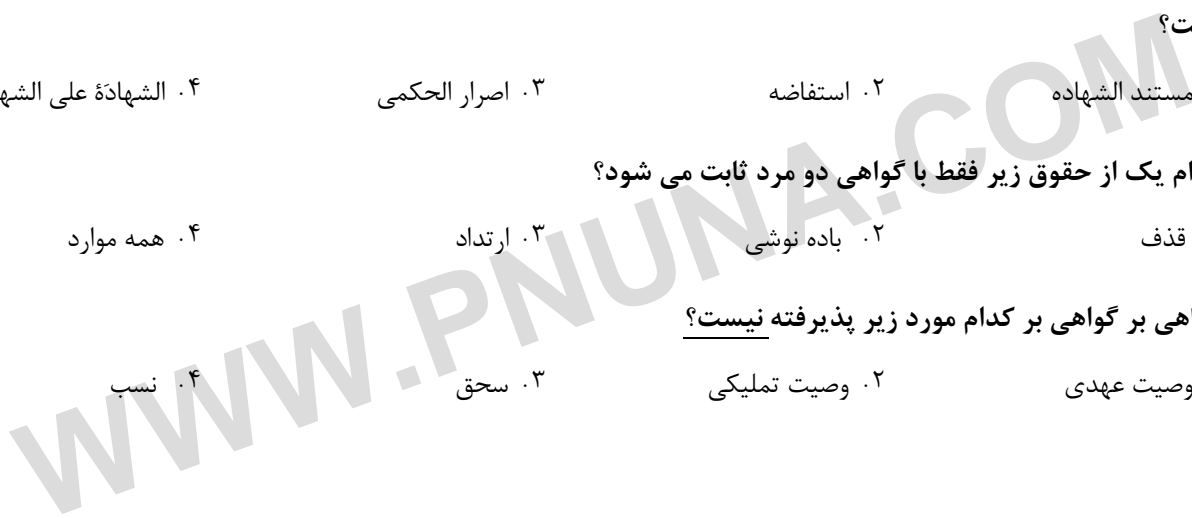 ت؟
مستند الشهاده ۲. استفاضه ۳. اصرار الحکمی ۴. الشهادَۀ علی الشه
ام یک از حقوق زیر فقط با گواهی دو مرد ثابت می شود؟
قذف ۲. باده نوشی ۳. ارتداد ۴. همه موارد
اهی بر گواهی بر کدام مورد زیر پذیرفته نیست؟
وصیت عهدی ۲. وصیت تملیکی ۳. سحق ۴. نسب
WWW.PNUNA.COM